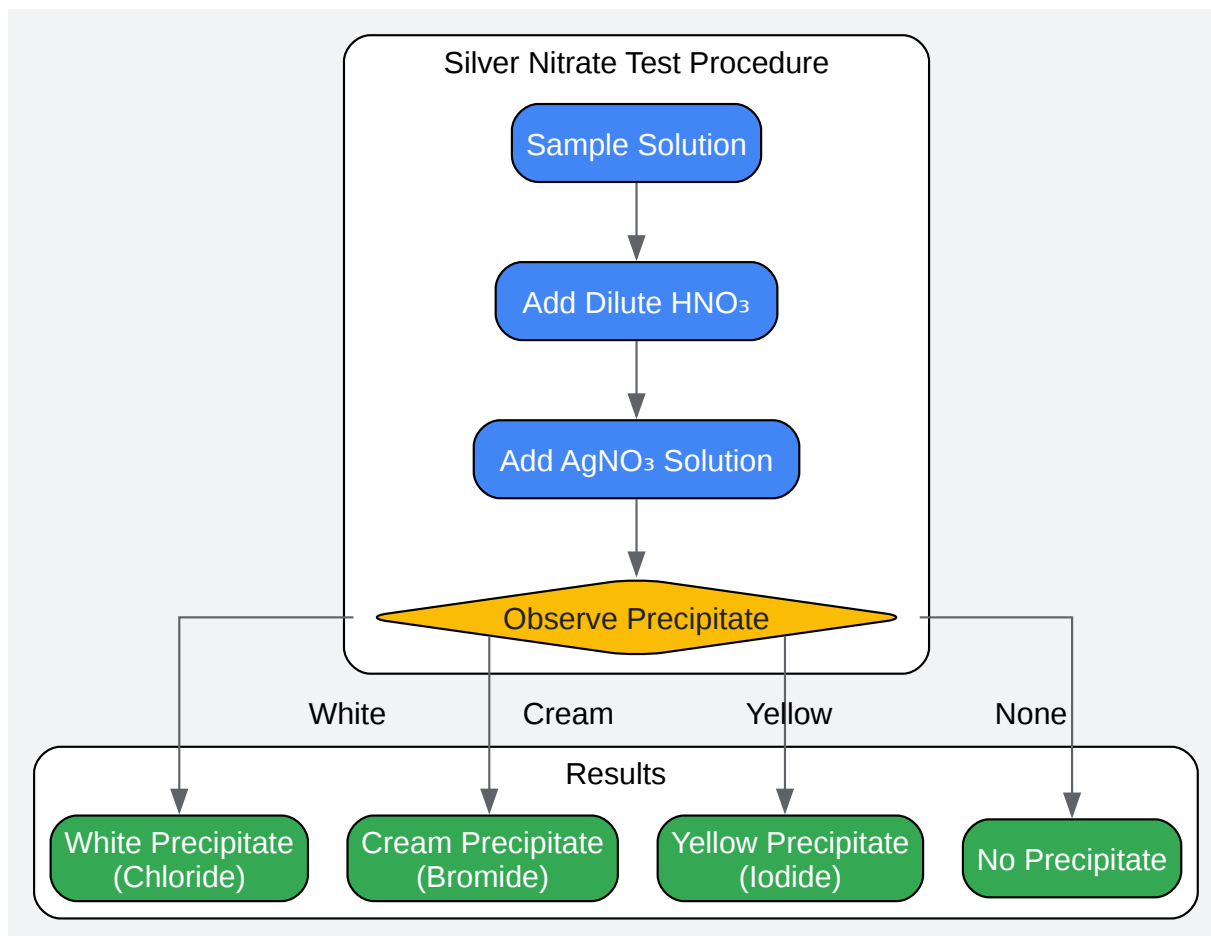 Silver Nitrate Test Procedure
Sample Solution
Add Dilute HNO₃
Add AgNO₃ Solution
Observe Precipitate
White
Cream
Yellow
None
Results
White Precipitate
(Chloride)
Cream Precipitate
(Bromide)
Yellow Precipitate
(Iodide)
No Precipitate